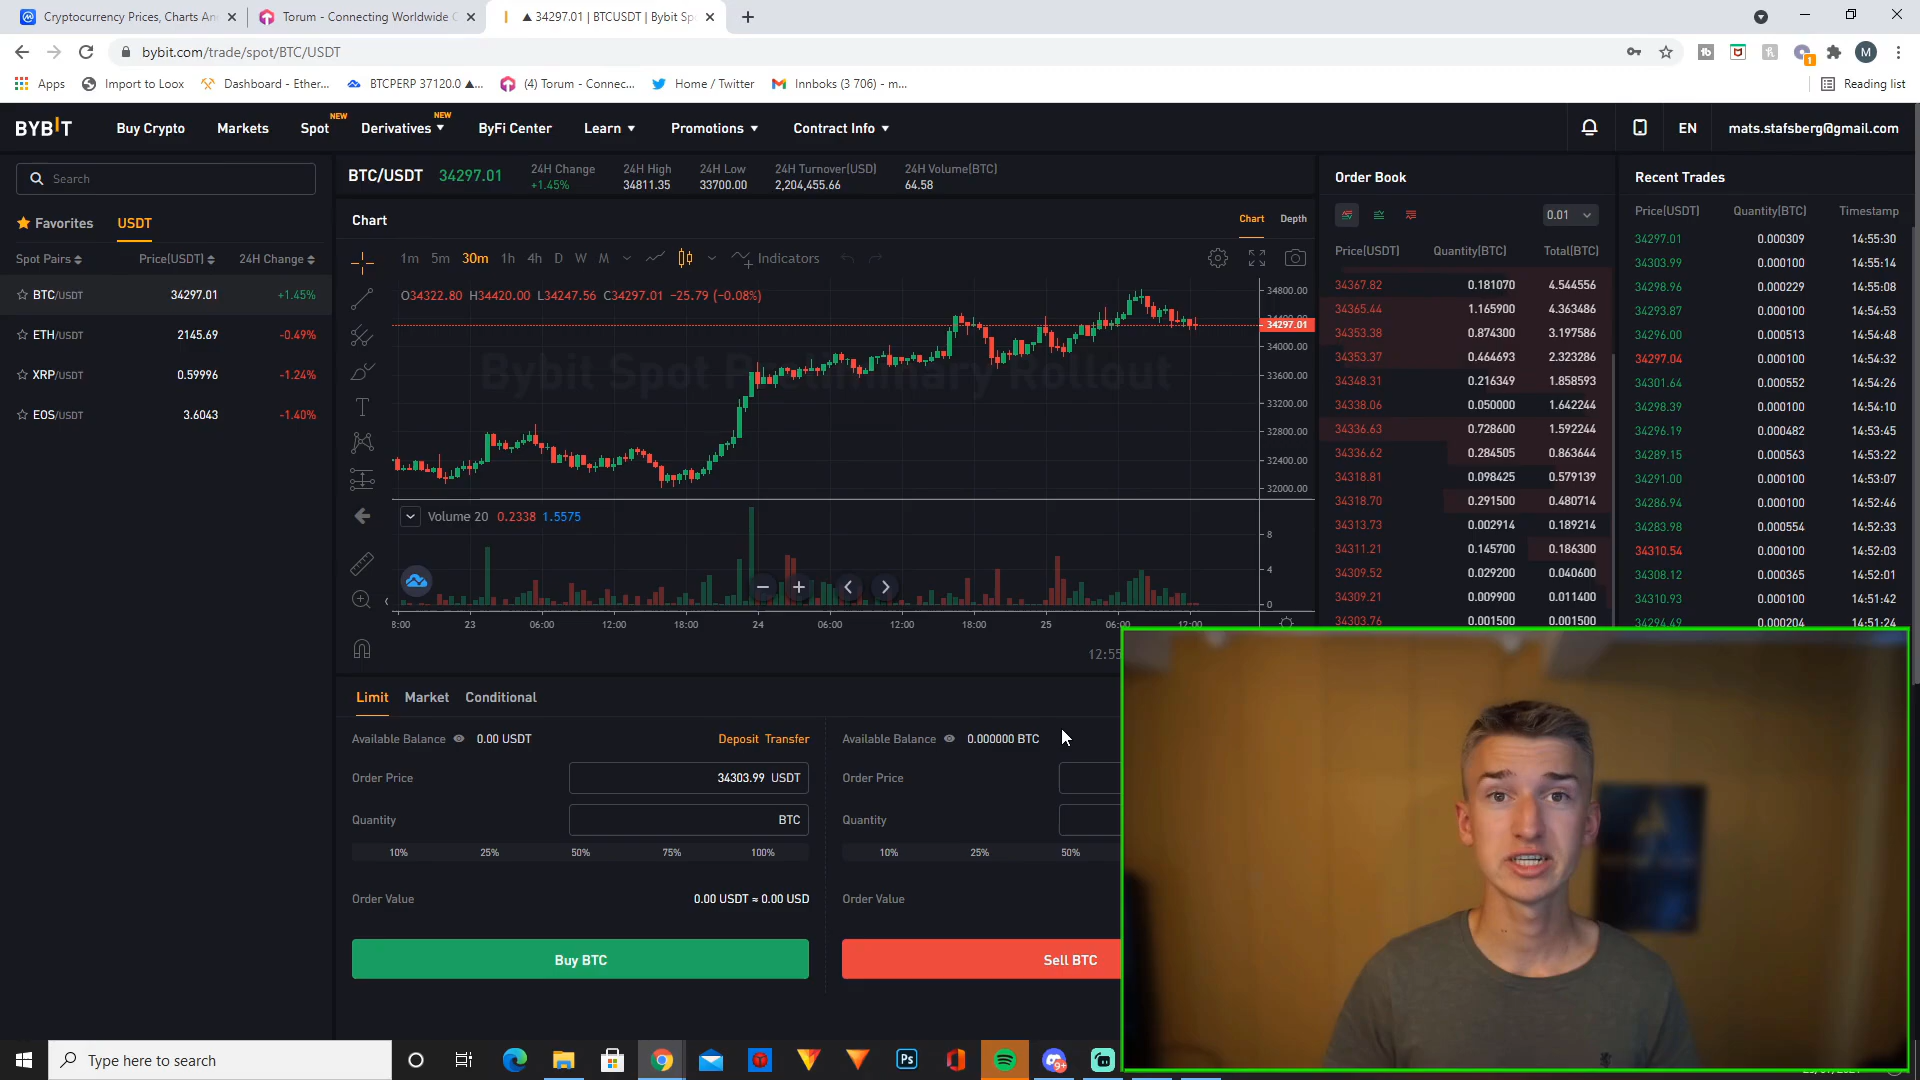 Cryptocurrency Prices, Charts An
Torum - Connecting Worldwide C
▲ 34297.01 | BTCUSDT | Bybit Sp
bybit.com/trade/spot/BTC/USDT
Apps
Import to Loox
Dashboard - Ether...
BTCPERP 37120.0 ▲...
(4) Torum - Connec...
Home / Twitter
Innboks (3 706) - m...
Reading list
BYBIT
Buy Crypto
Markets
Spot NEW
Derivatives NEW
ByFi Center
Learn
Promotions
Contract Info
EN
mats.stafsberg@gmail.com
Search
Favorites
USDT
Spot Pairs Price(USDT) 24H Change
BTC/USDT 34297.01 +1.45%
ETH/USDT 2145.69 -0.49%
XRP/USDT 0.59996 -1.24%
EOS/USDT 3.6043 -1.40%
BTC/USDT 34297.01
24H Change 24H High 24H Low 24H Turnover(USD) 24H Volume(BTC)
+1.45% 34811.35 33700.00 2,204,455.66 64.58
Chart
Chart Depth
1m 5m 30m 1h 4h D W M Indicators
O34322.80 H34420.00 L34247.56 C34297.01 −25.79 (−0.08%)
Bybit Spot Preliminary Rollout
34800.00
34297.01
34000.00
33600.00
33200.00
32800.00
32400.00
32000.00
Volume 20 0.2338 1.5575
8
4
0
8:00 23 06:00 12:00 18:00 24 06:00 12:00 18:00 25 06:00 12:00
12:55
Limit Market Conditional
Available Balance 0.00 USDT Deposit Transfer
Order Price 34303.99 USDT
Quantity BTC
10% 25% 50% 75% 100%
Order Value 0.00 USDT ≈ 0.00 USD
Buy BTC
Available Balance 0.000000 BTC
Order Price
Quantity
10% 25% 50%
Order Value
Sell BTC
Order Book
0.01
Price(USDT) Quantity(BTC) Total(BTC)
34367.82 0.181070 4.544556
34365.44 1.165900 4.363486
34353.38 0.874300 3.197586
34353.37 0.464693 2.323286
34348.31 0.216349 1.858593
34338.06 0.050000 1.642244
34336.63 0.728600 1.592244
34336.62 0.284505 0.863644
34318.81 0.098425 0.579139
34318.70 0.291500 0.480714
34313.73 0.002914 0.189214
34311.21 0.145700 0.186300
34309.52 0.029200 0.040600
34309.21 0.009900 0.011400
34303.76 0.001500 0.001500
Recent Trades
Price(USDT) Quantity(BTC) Timestamp
34297.01 0.000309 14:55:30
34303.99 0.000100 14:55:14
34298.96 0.000229 14:55:08
34293.87 0.000100 14:54:53
34296.00 0.000513 14:54:48
34297.04 0.000100 14:54:32
34301.64 0.000552 14:54:26
34298.39 0.000100 14:54:10
34296.19 0.000482 14:53:45
34289.15 0.000563 14:53:22
34291.00 0.000100 14:53:07
34286.94 0.000100 14:52:46
34283.98 0.000554 14:52:33
34310.54 0.000100 14:52:03
34308.12 0.000365 14:52:01
34310.93 0.000100 14:51:42
34294.49 0.000204 14:51:24
Type here to search